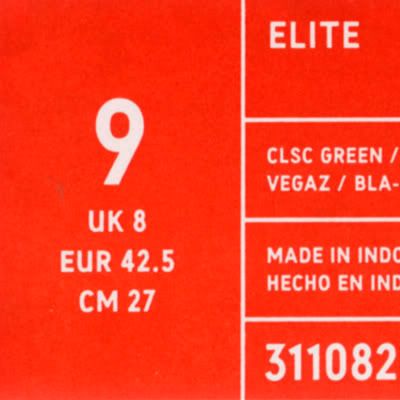 9
UK 8
EUR 42.5
CM 27
ELITE
CLSC GREEN /
VEGAZ / BLA-
MADE IN INDO
HECHO EN IND
311082